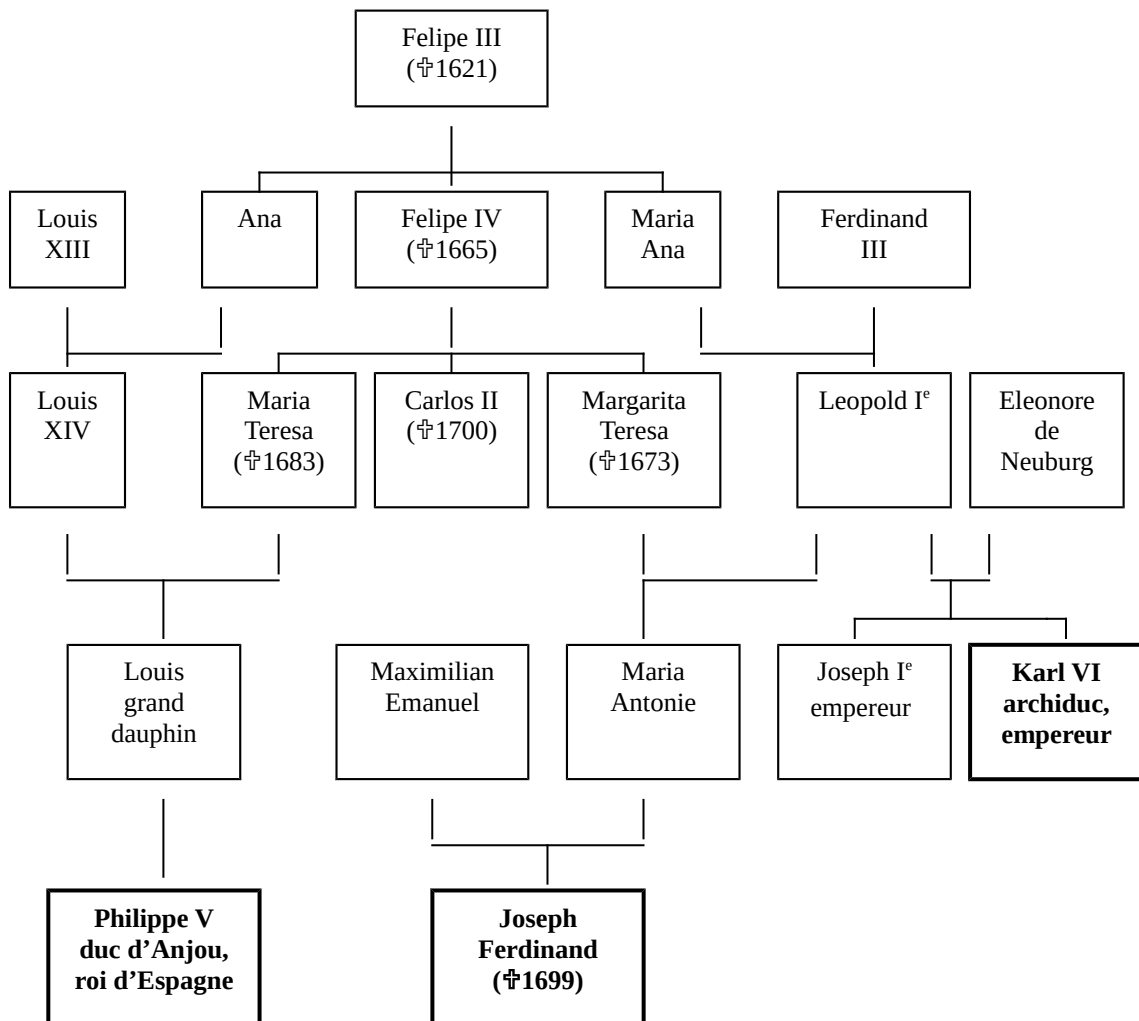 Felipe III
(✞1621)
Louis
XIII
Ana
Felipe IV
(✞1665)
Maria
Ana
Ferdinand
III
Louis
XIV
Maria
Teresa
(✞1683)
Carlos II
(✞1700)
Margarita
Teresa
(✞1673)
Leopold Iᵉ
Eleonore
de
Neuburg
Louis
grand
dauphin
Maximilian
Emanuel
Maria
Antonie
Joseph Iᵉ
empereur
Karl VI
archiduc,
empereur
Philippe V
duc d’Anjou,
roi d’Espagne
Joseph
Ferdinand
(✞1699)